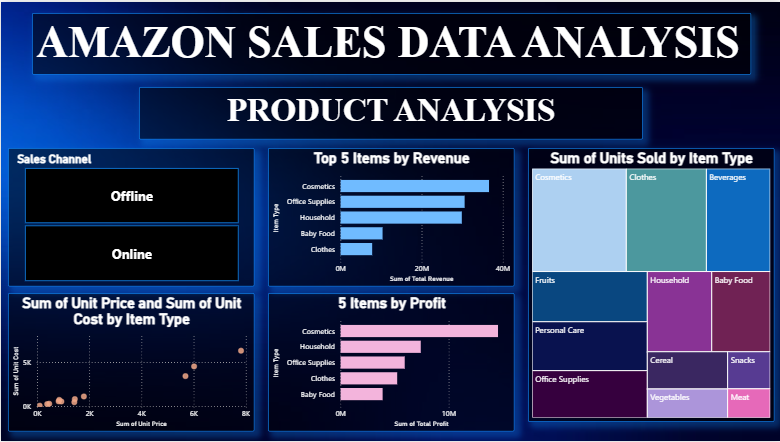 AMAZON SALES DATA ANALYSIS
PRODUCT ANALYSIS
Sales Channel
Offline
Online
Top 5 Items by Revenue
Item Type
Cosmetics
Office Supplies
Household
Baby Food
Clothes
0M
20M
40M
Sum of Total Revenue
Sum of Units Sold by Item Type
Cosmetics
Clothes
Beverages
Fruits
Household
Baby Food
Personal Care
Cereal
Snacks
Office Supplies
Vegetables
Meat
Sum of Unit Price and Sum of Unit
Cost by Item Type
Sum of Unit Cost
5K
0K
0K
2K
4K
6K
8K
Sum of Unit Price
5 Items by Profit
Item Type
Cosmetics
Household
Office Supplies
Clothes
Baby Food
0M
10M
Sum of Total Profit